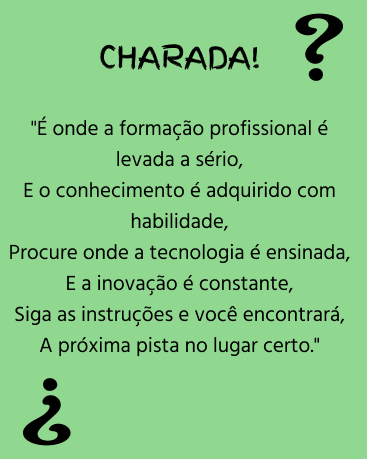 ?
CHARADA!
"É onde a formação profissional é
levada a sério,
E o conhecimento é adquirido com
habilidade,
Procure onde a tecnologia é ensinada,
E a inovação é constante,
Siga as instruções e você encontrará,
A próxima pista no lugar certo."
¿